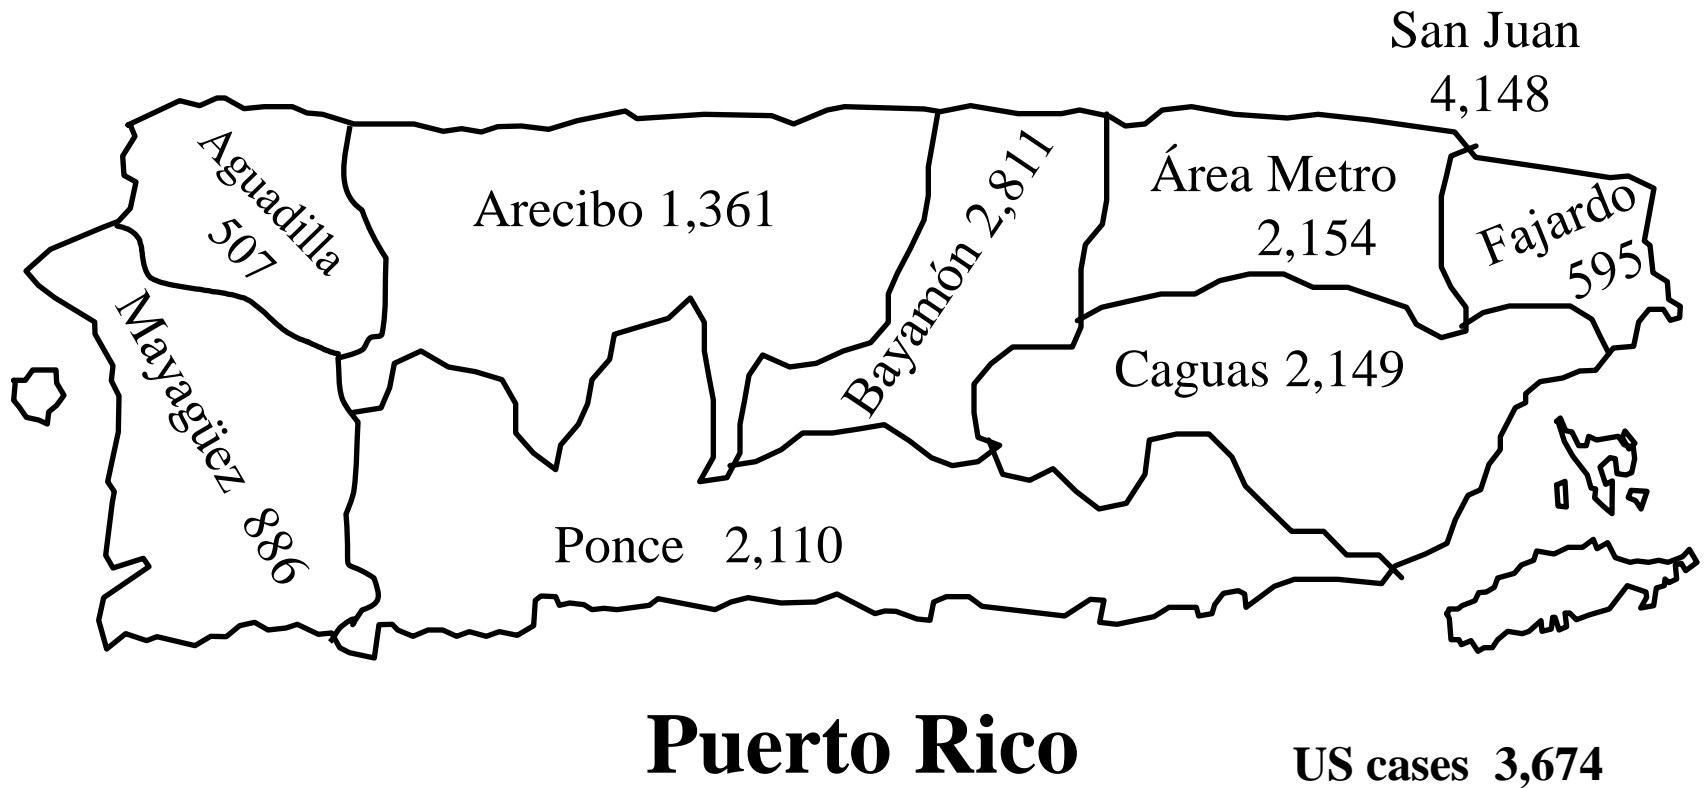 San Juan
4,148
Aguadilla
507
Arecibo 1,361
Bayamón 2,811
Área Metro
2,154
Fajardo
595
Mayagüez 886
Caguas 2,149
Ponce 2,110
Puerto Rico
US cases 3,674